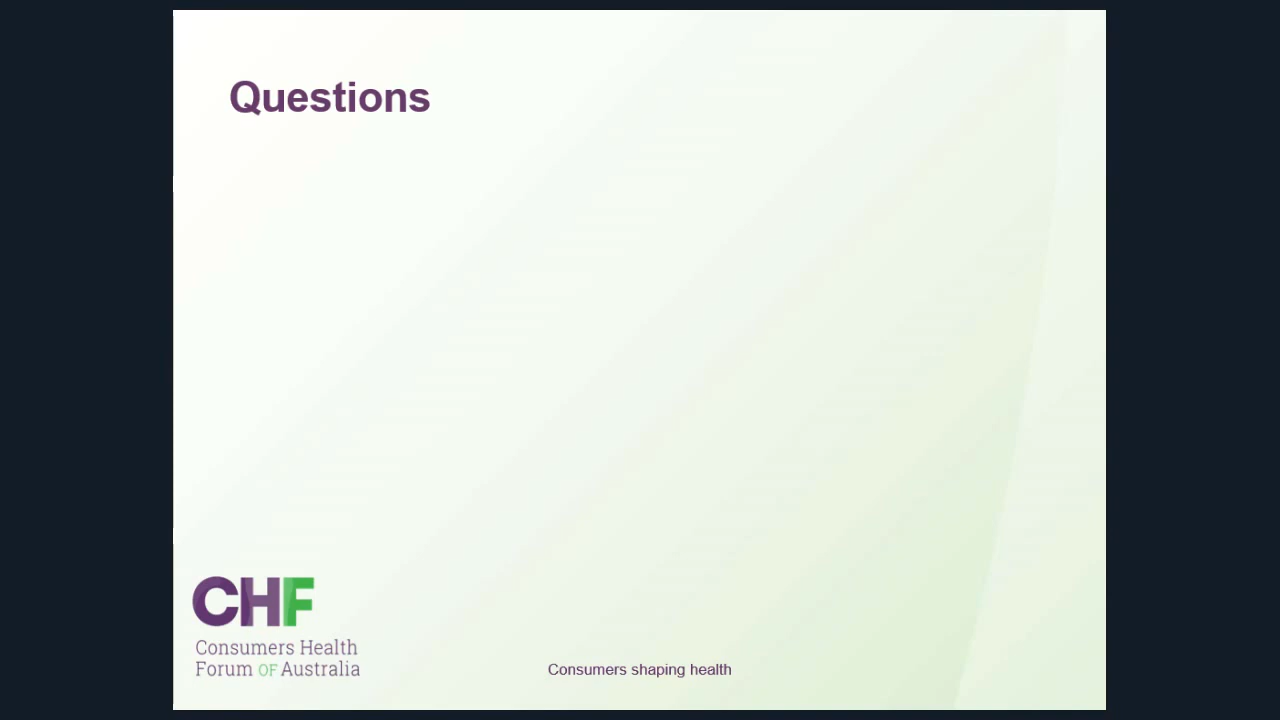 Questions
CHF
Consumers Health
Forum OF Australia
Consumers shaping health